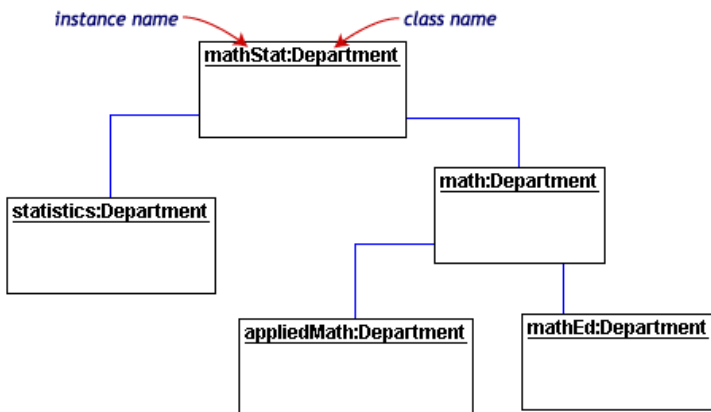 instance name
class name
mathStat:Department
math:Department
statistics:Department
appliedMath:Department
mathEd:Department